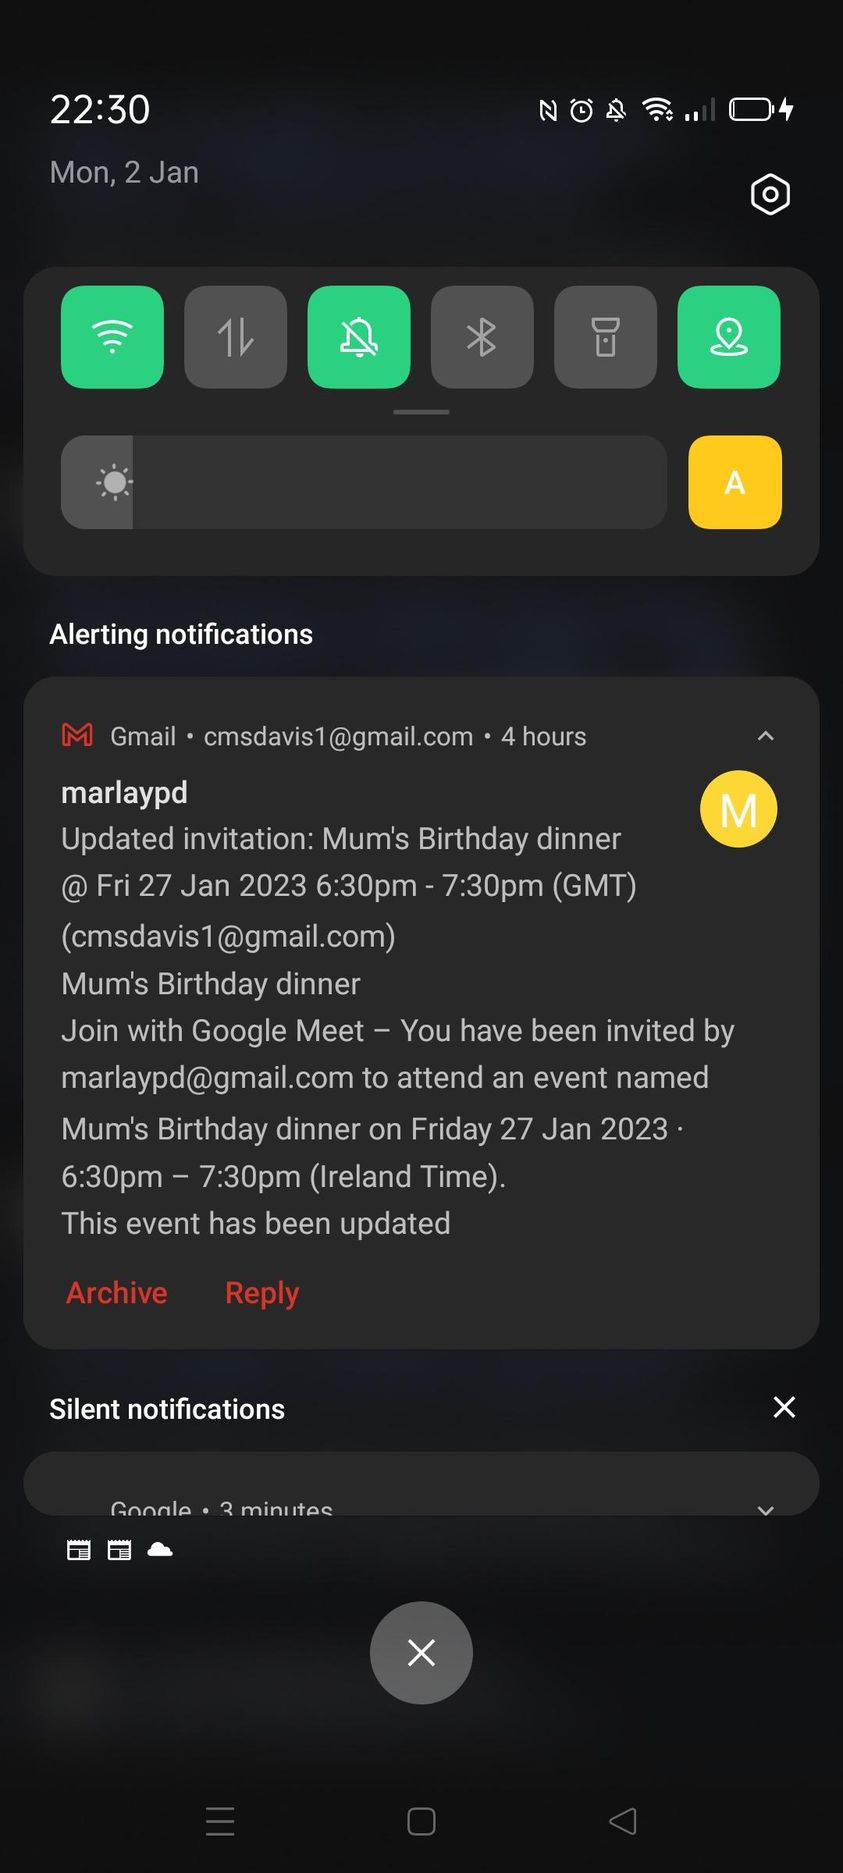 22:30
Mon, 2 Jan
A
Alerting notifications
Gmail • cmsdavis1@gmail.com • 4 hours
marlaypd
M
Updated invitation: Mum's Birthday dinner
@ Fri 27 Jan 2023 6:30pm - 7:30pm (GMT)
(cmsdavis1@gmail.com)
Mum's Birthday dinner
Join with Google Meet – You have been invited by
marlaypd@gmail.com to attend an event named
Mum's Birthday dinner on Friday 27 Jan 2023 ·
6:30pm – 7:30pm (Ireland Time).
This event has been updated
Archive Reply
Silent notifications
Google • 3 minutes